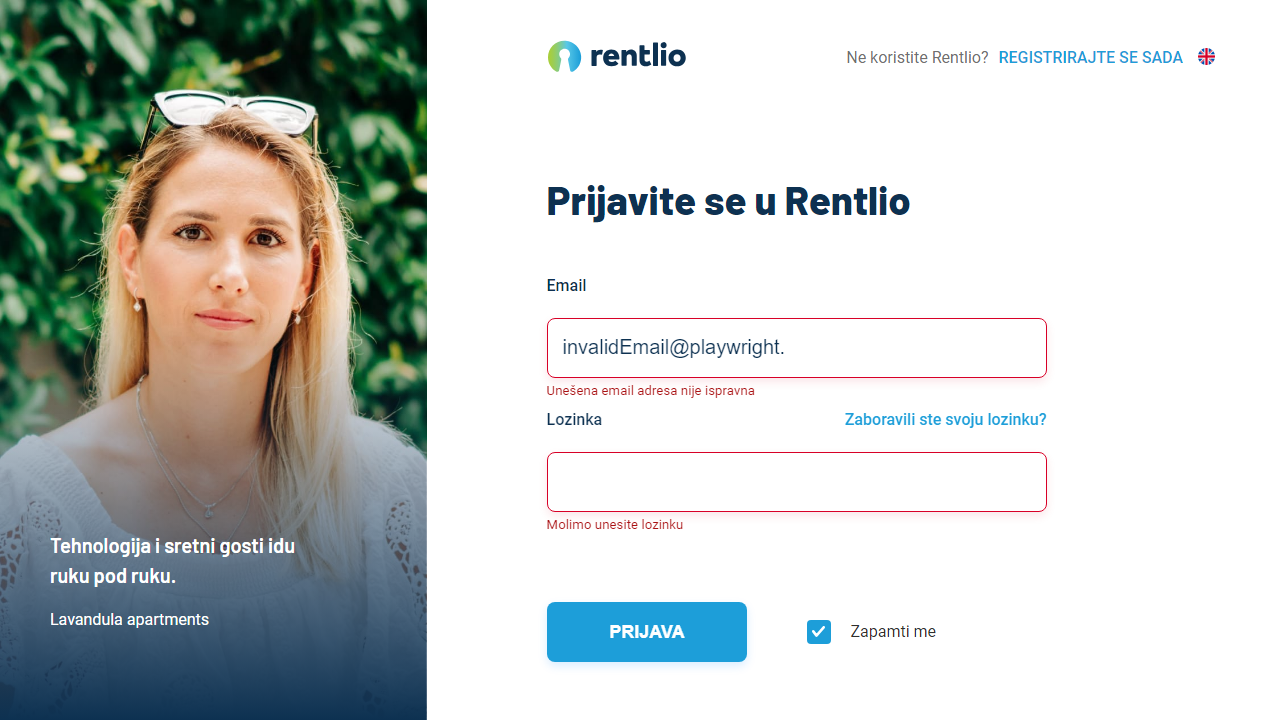 rentlio
Ne koristite Rentlio? REGISTRIRAJTE SE SADA
Prijavite se u Rentlio
Email
invalidEmail@playwright.
Unešena email adresa nije ispravna
Lozinka
Zaboravili ste svoju lozinku?
Molimo unesite lozinku
PRIJAVA
Zapamti me
Tehnologija i sretni gosti idu
ruku pod ruku.
Lavandula apartments